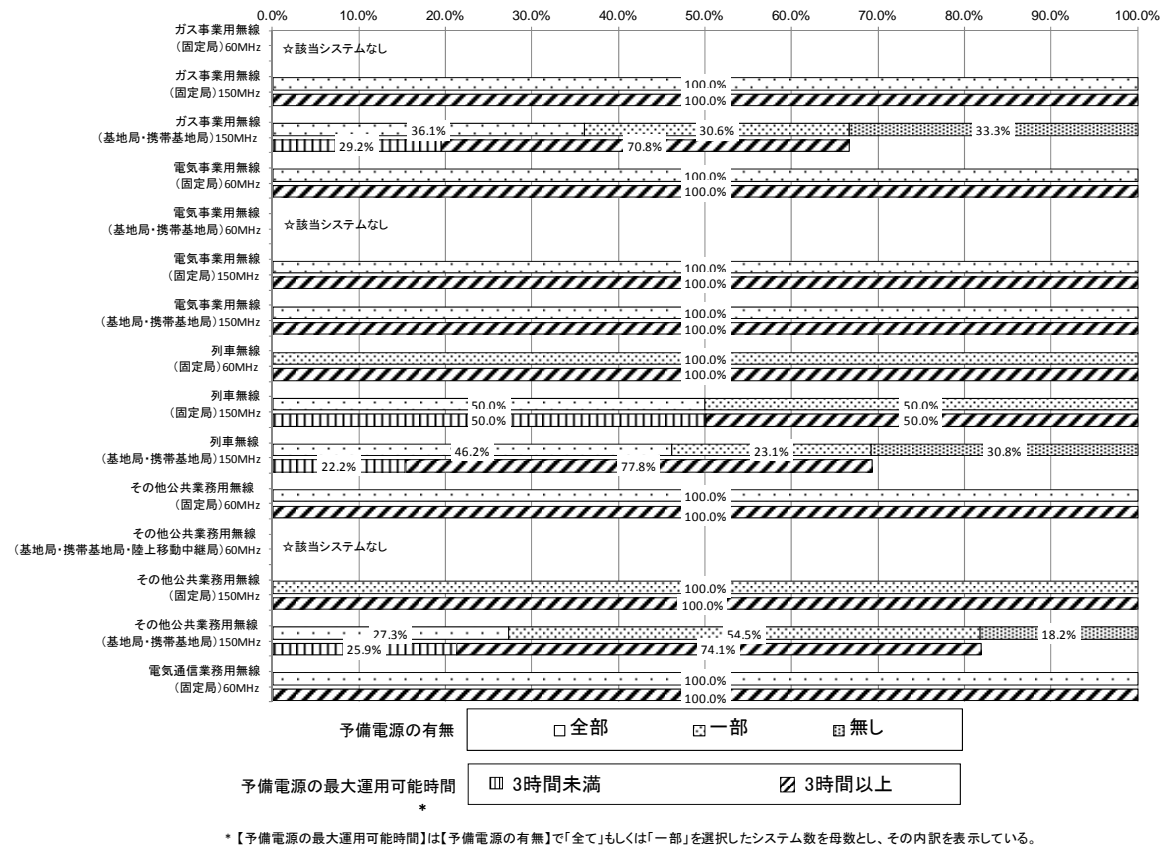 0.0% 10.0% 20.0% 30.0% 40.0% 50.0% 60.0% 70.0% 80.0% 90.0% 100.0%
ガス事業用無線
(固定局)60MHz
☆該当システムなし
ガス事業用無線
(固定局)150MHz
100.0%
100.0%
ガス事業用無線
(基地局・携帯基地局)150MHz
36.1% 30.6% 33.3%
29.2% 70.8%
電気事業用無線
(固定局)60MHz
100.0%
100.0%
電気事業用無線
(基地局・携帯基地局)60MHz
☆該当システムなし
電気事業用無線
(固定局)150MHz
100.0%
100.0%
電気事業用無線
(基地局・携帯基地局)150MHz
100.0%
100.0%
列車無線
(固定局)60MHz
100.0%
100.0%
列車無線
(固定局)150MHz
50.0% 50.0%
50.0% 50.0%
列車無線
(基地局・携帯基地局)150MHz
46.2% 23.1% 30.8%
22.2% 77.8%
その他公共業務用無線
(固定局)60MHz
100.0%
100.0%
その他公共業務用無線
(基地局・携帯基地局・陸上移動中継局)60MHz
☆該当システムなし
その他公共業務用無線
(固定局)150MHz
100.0%
100.0%
その他公共業務用無線
(基地局・携帯基地局)150MHz
27.3% 54.5% 18.2%
25.9% 74.1%
電気通信業務用無線
(固定局)60MHz
100.0%
100.0%
予備電源の有無 全部 一部 無し
予備電源の最大運用可能時間 3時間未満 3時間以上
*
*【予備電源の最大運用可能時間】は【予備電源の有無】で「全て」もしくは「一部」を選択したシステム数を母数とし、その内訳を表示している。